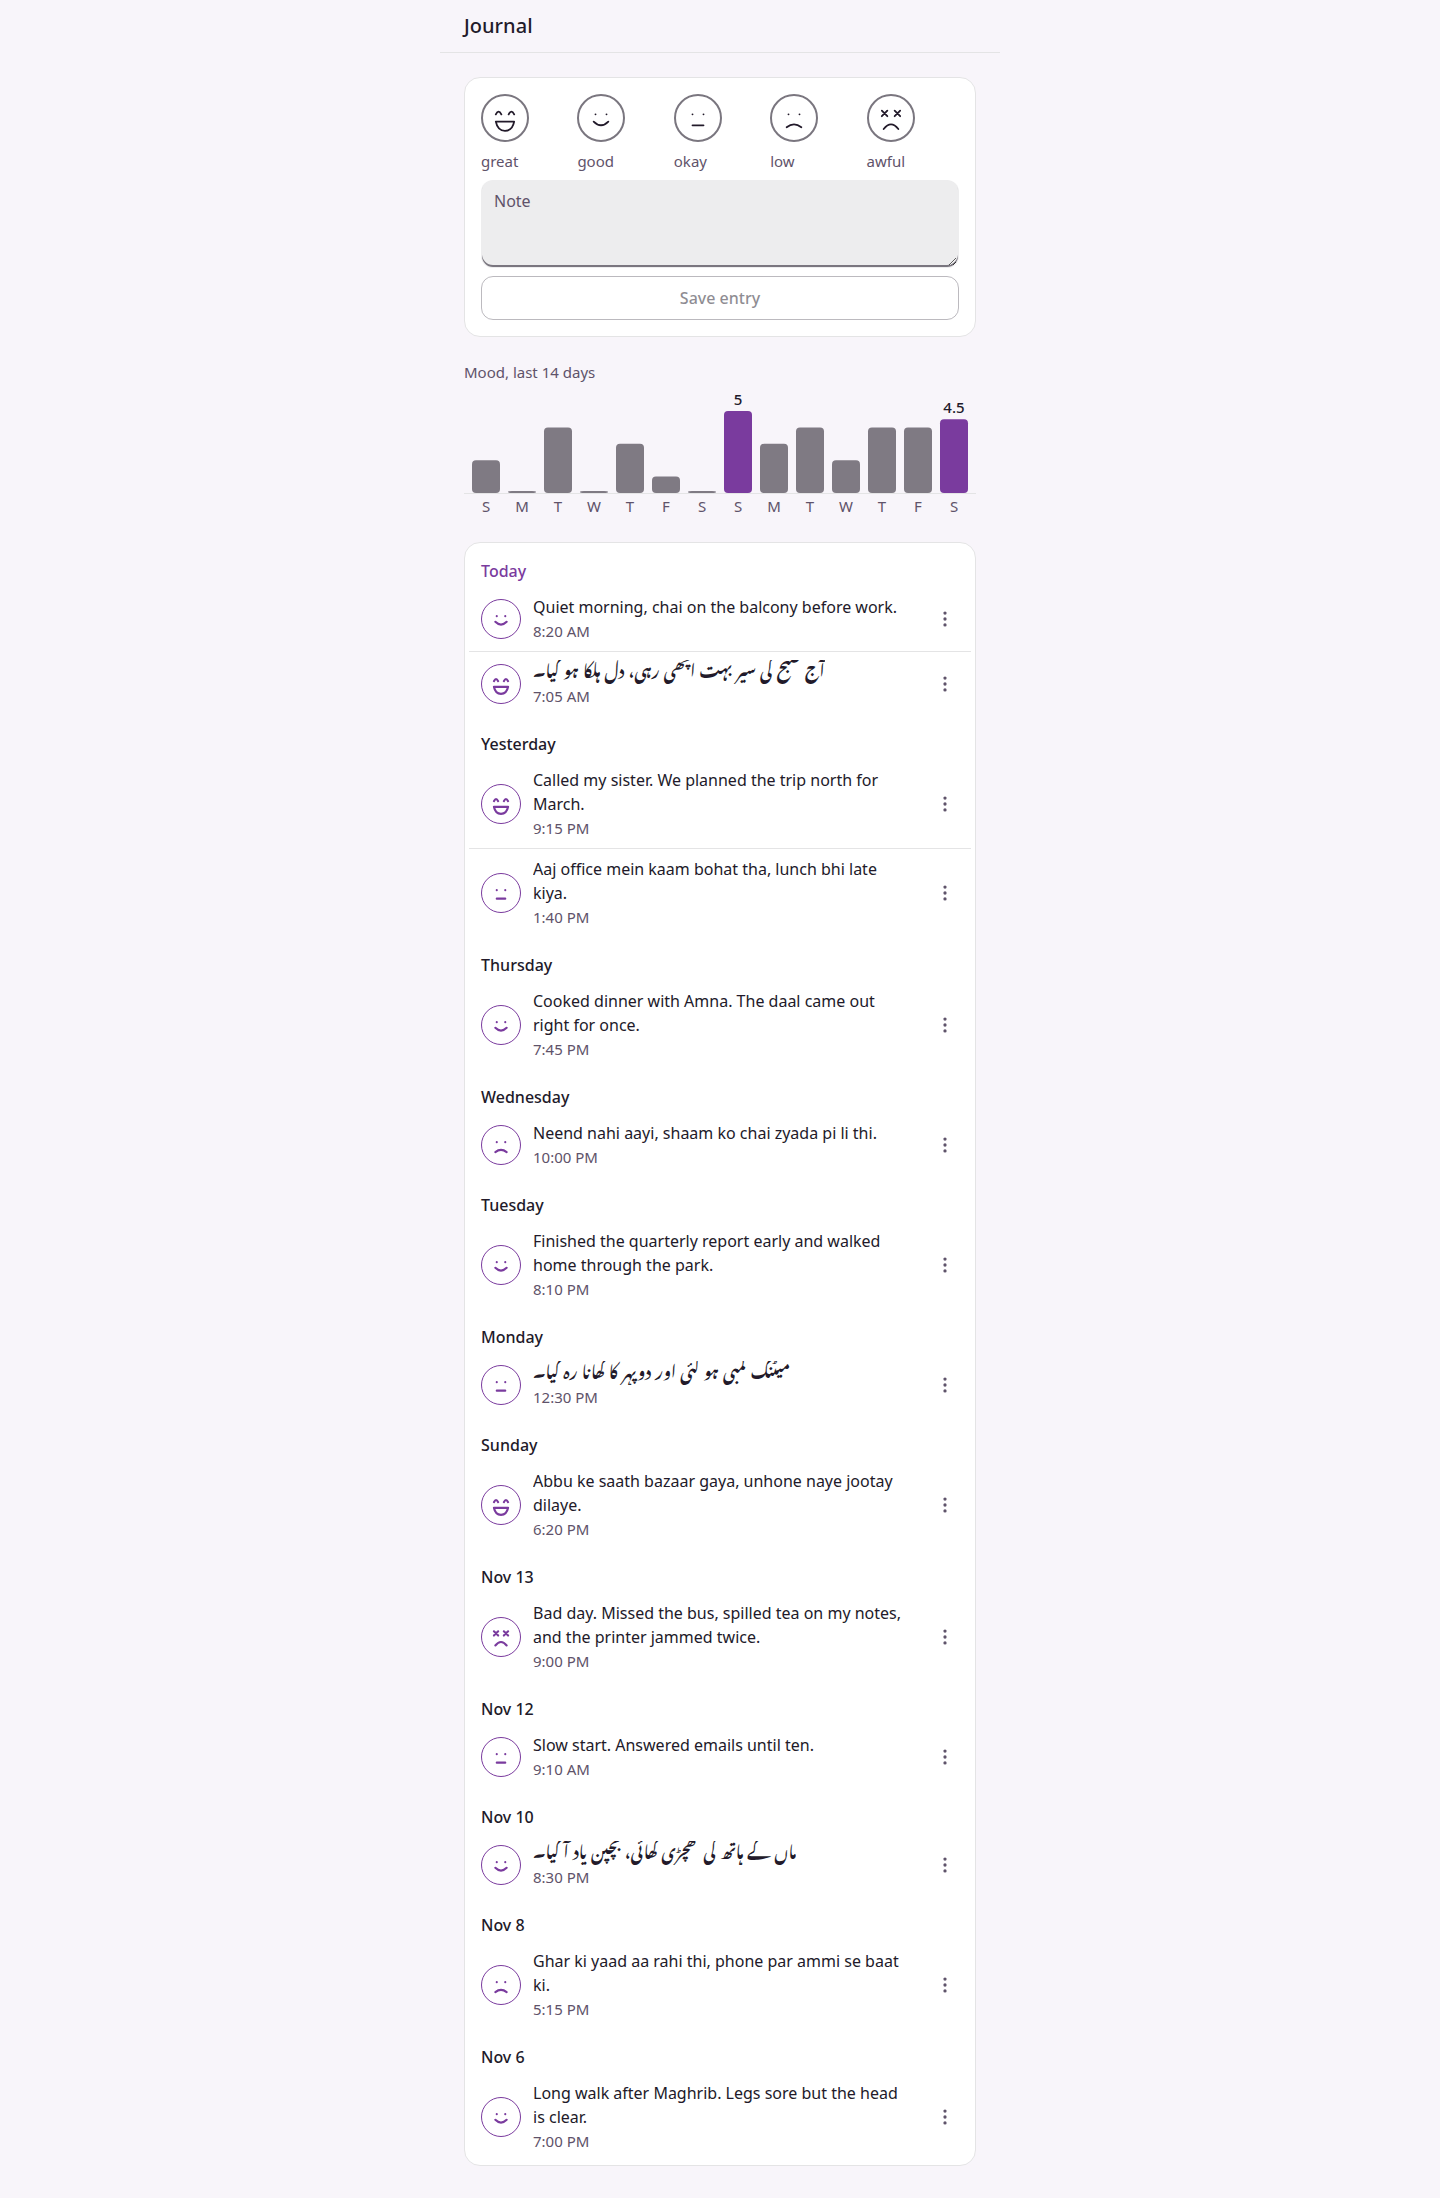 Journal
great good okay low awful
Note
Save entry
Mood, last 14 days
5 4.5
S M T W T F S S M T W T F S
Today
Quiet morning, chai on the balcony before work.
8:20 AM
آج صبح کی سیر بہت اچھی رہی، دل ہلکا ہو گیا۔
7:05 AM
Yesterday
Called my sister. We planned the trip north for
March.
9:15 PM
Aaj office mein kaam bohat tha, lunch bhi late
kiya.
1:40 PM
Thursday
Cooked dinner with Amna. The daal came out
right for once.
7:45 PM
Wednesday
Neend nahi aayi, shaam ko chai zyada pi li thi.
10:00 PM
Tuesday
Finished the quarterly report early and walked
home through the park.
8:10 PM
Monday
میٹنگ لمبی ہو گئی اور دوپہر کا کھانا رہ گیا۔
12:30 PM
Sunday
Abbu ke saath bazaar gaya, unhone naye jootay
dilaye.
6:20 PM
Nov 13
Bad day. Missed the bus, spilled tea on my notes,
and the printer jammed twice.
9:00 PM
Nov 12
Slow start. Answered emails until ten.
9:10 AM
Nov 10
ماں کے ہاتھ کی کھچڑی کھائی، بچپن یاد آ گیا۔
8:30 PM
Nov 8
Ghar ki yaad aa rahi thi, phone par ammi se baat
ki.
5:15 PM
Nov 6
Long walk after Maghrib. Legs sore but the head
is clear.
7:00 PM